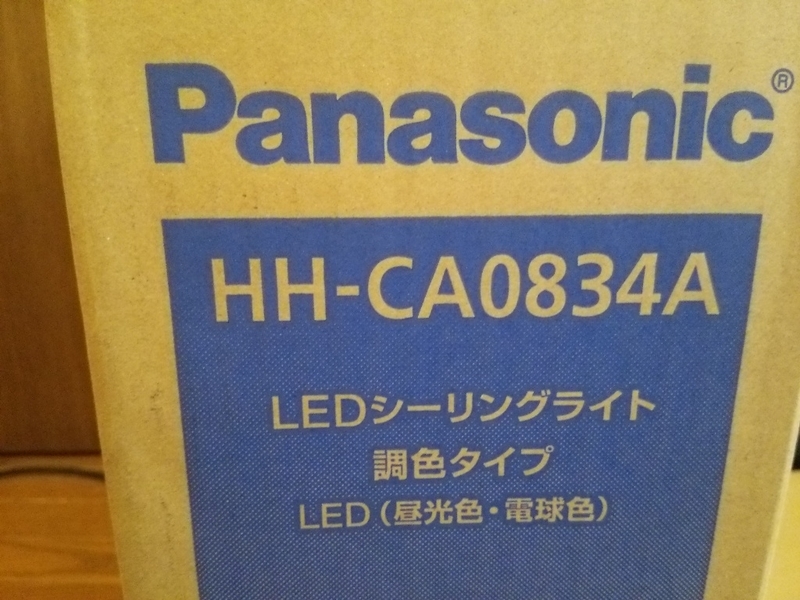 Panasonic®
HH-CA0834A
LEDシーリングライト
調色タイプ
LED（昼光色・電球色）